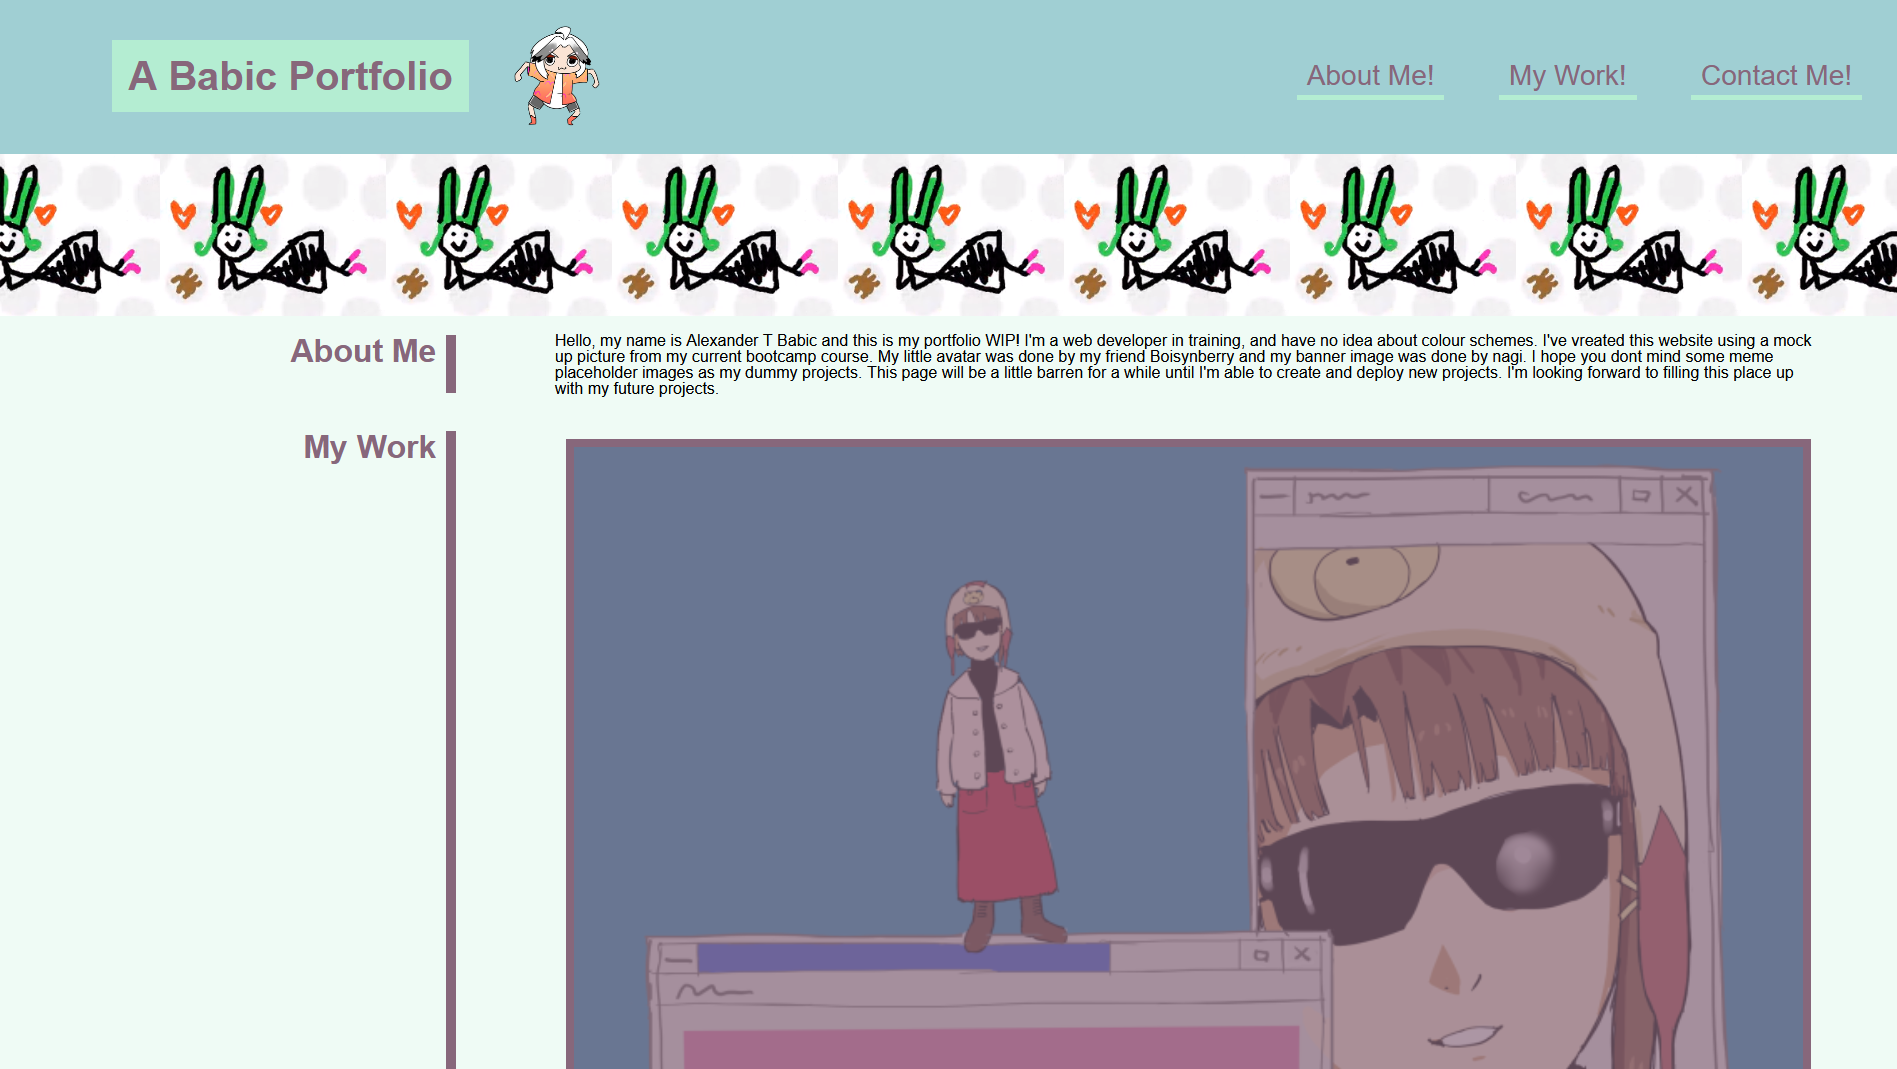 A Babic Portfolio
About Me!
My Work!
Contact Me!
About Me
Hello, my name is Alexander T Babic and this is my portfolio WIP! I'm a web developer in training, and have no idea about colour schemes. I've vreated this website using a mock
up picture from my current bootcamp course. My little avatar was done by my friend Boisynberry and my banner image was done by nagi. I hope you dont mind some meme
placeholder images as my dummy projects. This page will be a little barren for a while until I'm able to create and deploy new projects. I'm looking forward to filling this place up
with my future projects.
My Work